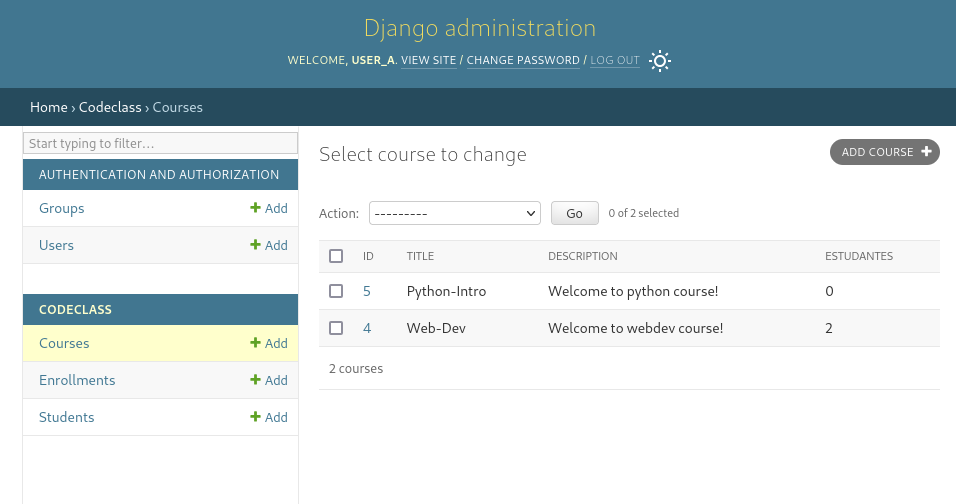 Django administration
WELCOME, USER_A. VIEW SITE / CHANGE PASSWORD / LOG OUT
Home › Codeclass › Courses
Start typing to filter...
AUTHENTICATION AND AUTHORIZATION
Groups Add
Users Add
CODECLASS
Courses Add
Enrollments Add
Students Add
Select course to change
ADD COURSE
Action: --------- Go 0 of 2 selected
ID TITLE DESCRIPTION ESTUDANTES
5 Python-Intro Welcome to python course! 0
4 Web-Dev Welcome to webdev course! 2
2 courses